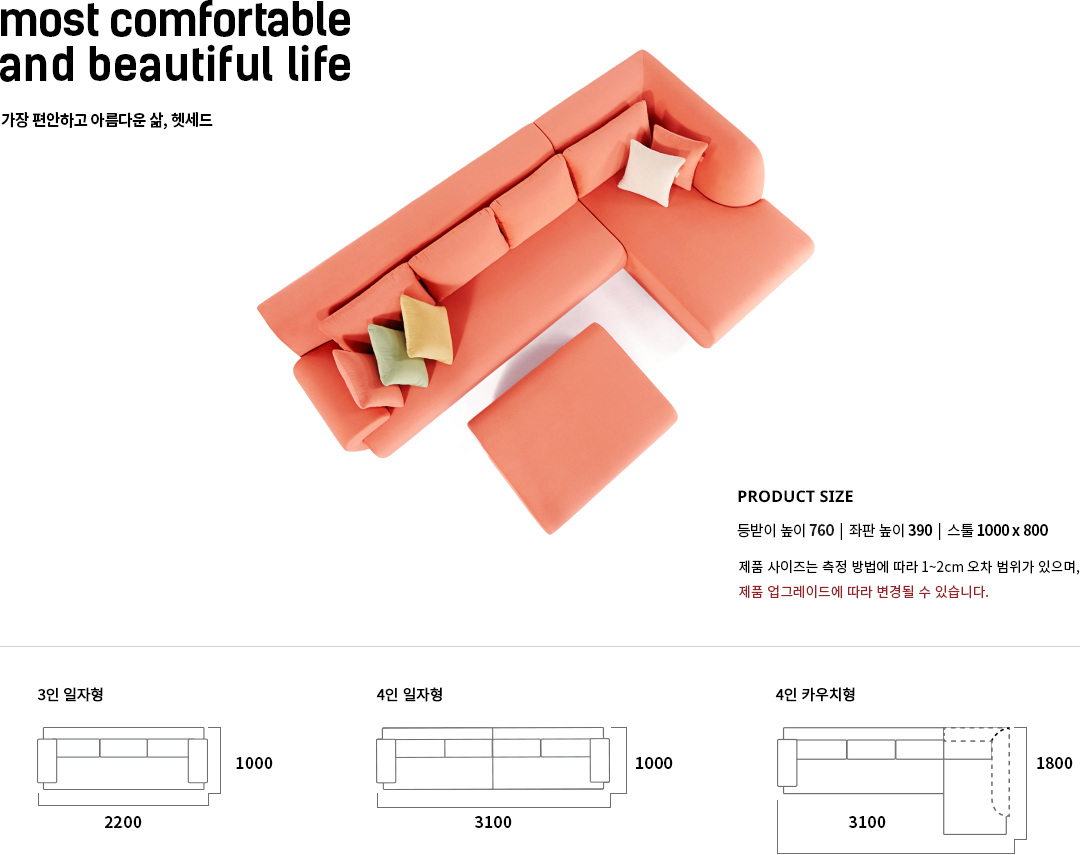 most comfortable
and beautiful life
가장 편안하고 아름다운 삶, 헷세드
PRODUCT SIZE
등받이 높이 760 | 좌판 높이 390 | 스툴 1000 x 800
제품 사이즈는 측정 방법에 따라 1~2cm 오차 범위가 있으며,
제품 업그레이드에 따라 변경될 수 있습니다.
3인 일자형
4인 일자형
4인 카우치형
1000
1000
1800
2200
3100
3100